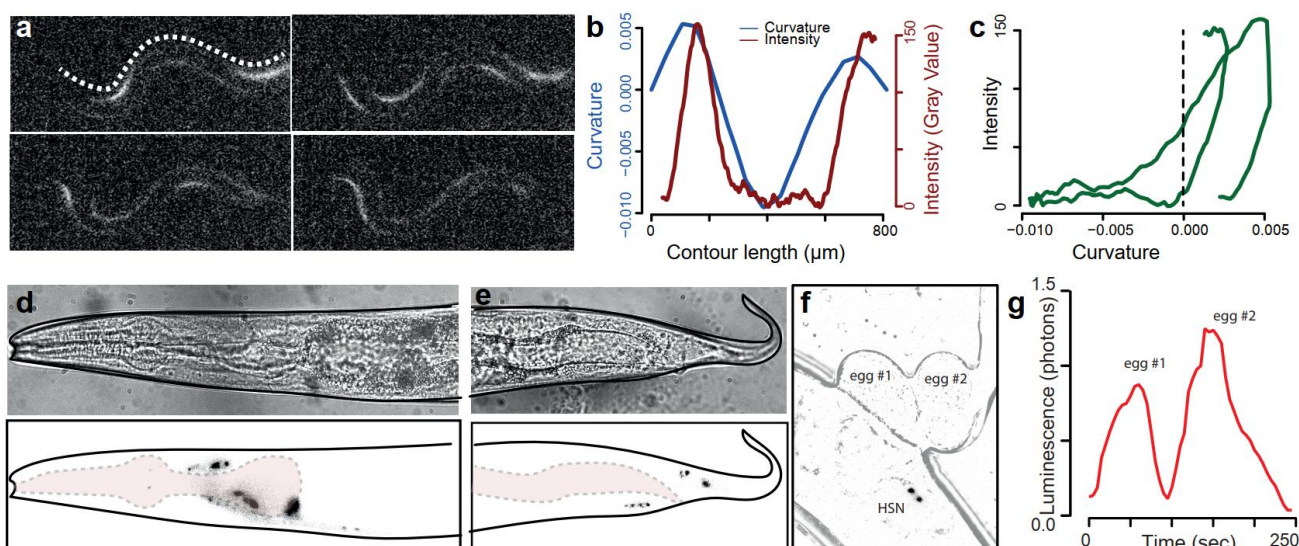 a
b
Curvature
Intensity
0.005
0.000
−0.005
−0.010
Curvature
150
0
Intensity (Gray Value)
0
400
800
Contour length (µm)
c
150
0
Intensity
−0.010
−0.005
0.000
0.005
Curvature
d
e
f
egg #1
egg #2
HSN
g
1.5
0.0
Luminescence (photons)
egg #1
egg #2
0
250
Time (sec)